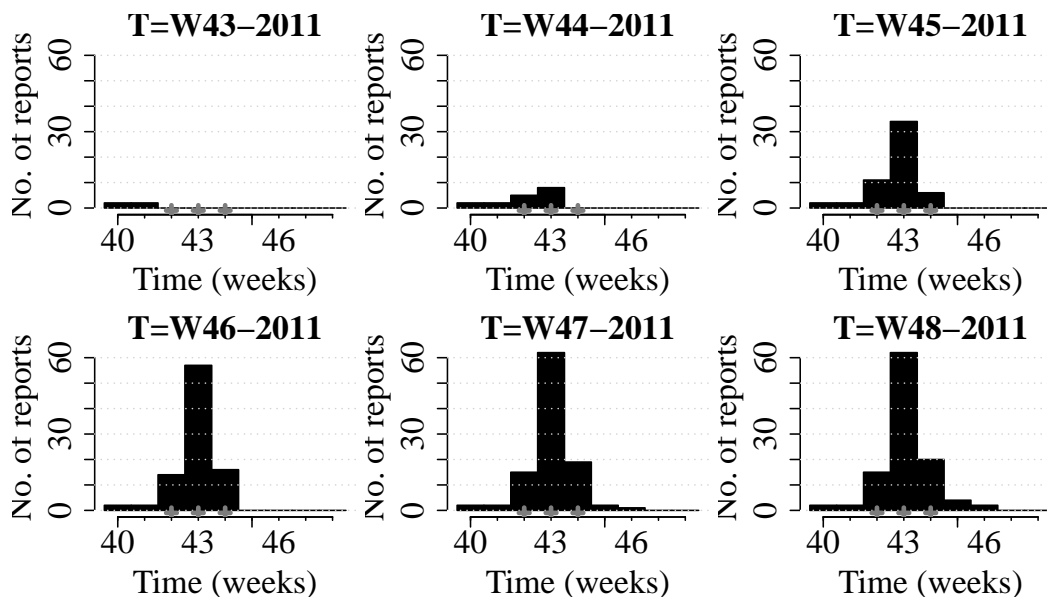 T=W43−2011
No. of reports
0 30 60
40 43 46
Time (weeks)
T=W44−2011
No. of reports
0 30 60
40 43 46
Time (weeks)
T=W45−2011
No. of reports
0 30 60
40 43 46
Time (weeks)
T=W46−2011
No. of reports
0 30 60
40 43 46
Time (weeks)
T=W47−2011
No. of reports
0 30 60
40 43 46
Time (weeks)
T=W48−2011
No. of reports
0 30 60
40 43 46
Time (weeks)